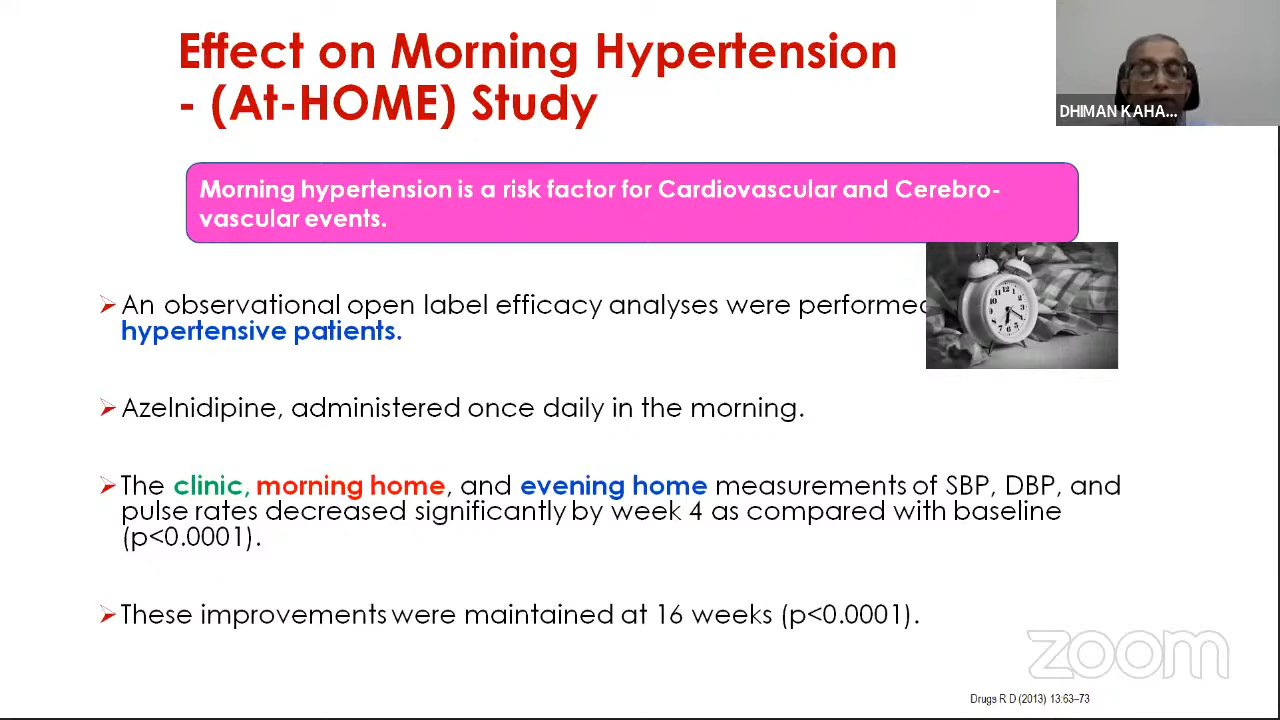 Effect on Morning Hypertension
- (At-HOME) Study
DHIMAN KAHA...
Morning hypertension is a risk factor for Cardiovascular and Cerebro-
vascular events.
➢ An observational open label efficacy analyses were performed
hypertensive patients.
➢ Azelnidipine, administered once daily in the morning.
➢ The clinic, morning home, and evening home measurements of SBP, DBP, and
pulse rates decreased significantly by week 4 as compared with baseline
(p<0.0001).
➢ These improvements were maintained at 16 weeks (p<0.0001).
zoom
Drugs R D (2013) 13:63–73